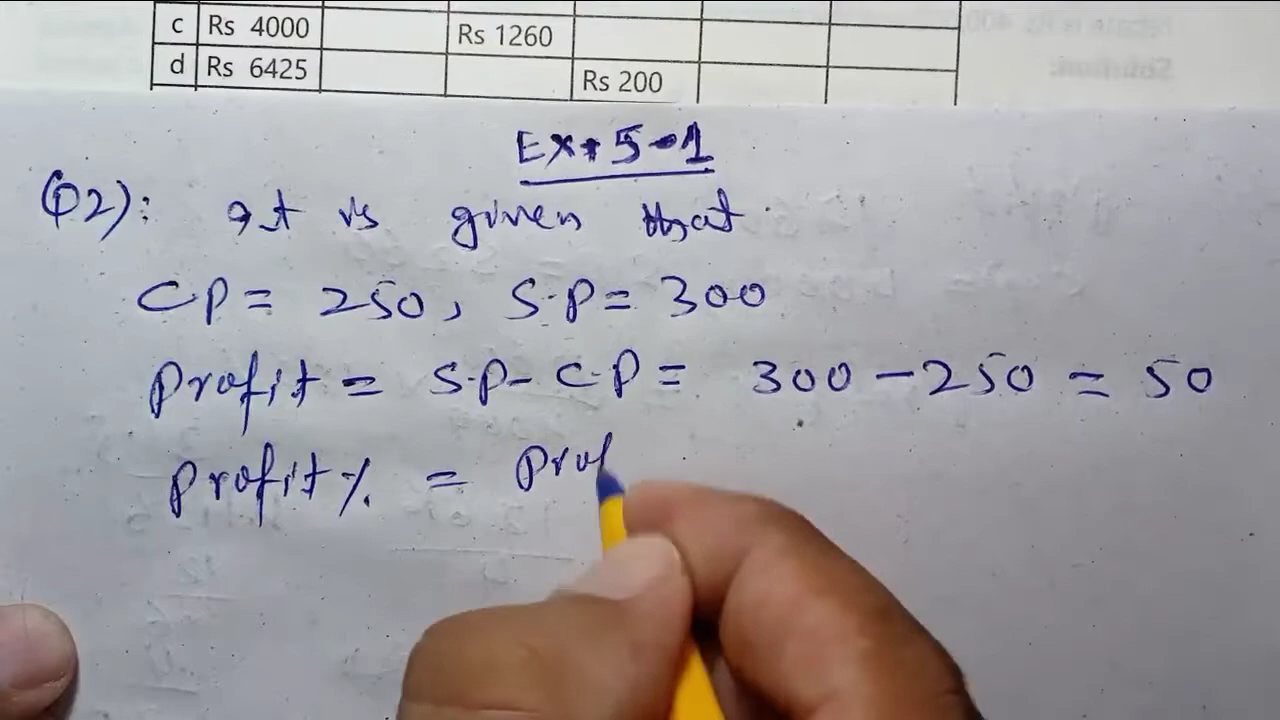 c Rs 4000 Rs 1260
d Rs 6425 Rs 200
Ex. 5.1
Q2): It is given that
CP = 250, S.P = 300
Profit = S.P - C.P = 300 - 250 = 50
Profit% = Prof